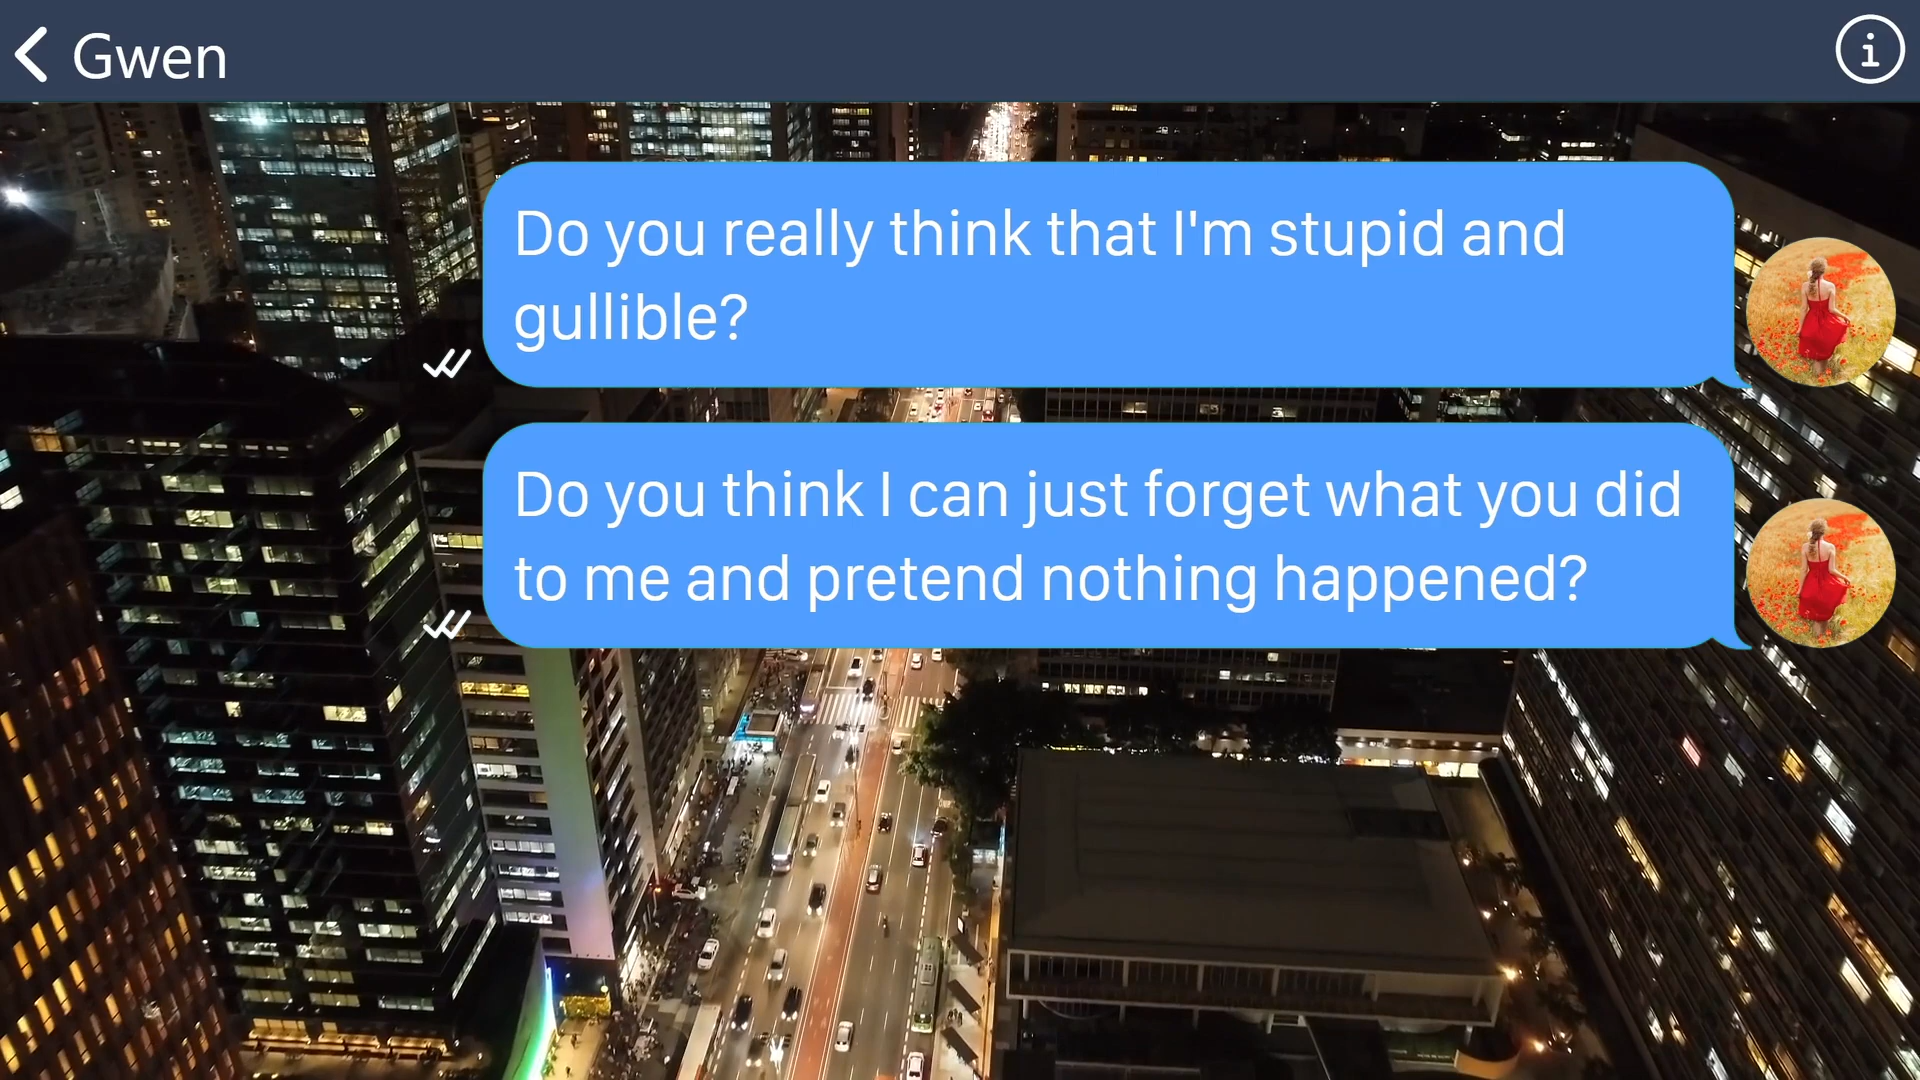 Gwen
Do you really think that I'm stupid and
gullible?
Do you think I can just forget what you did
to me and pretend nothing happened?